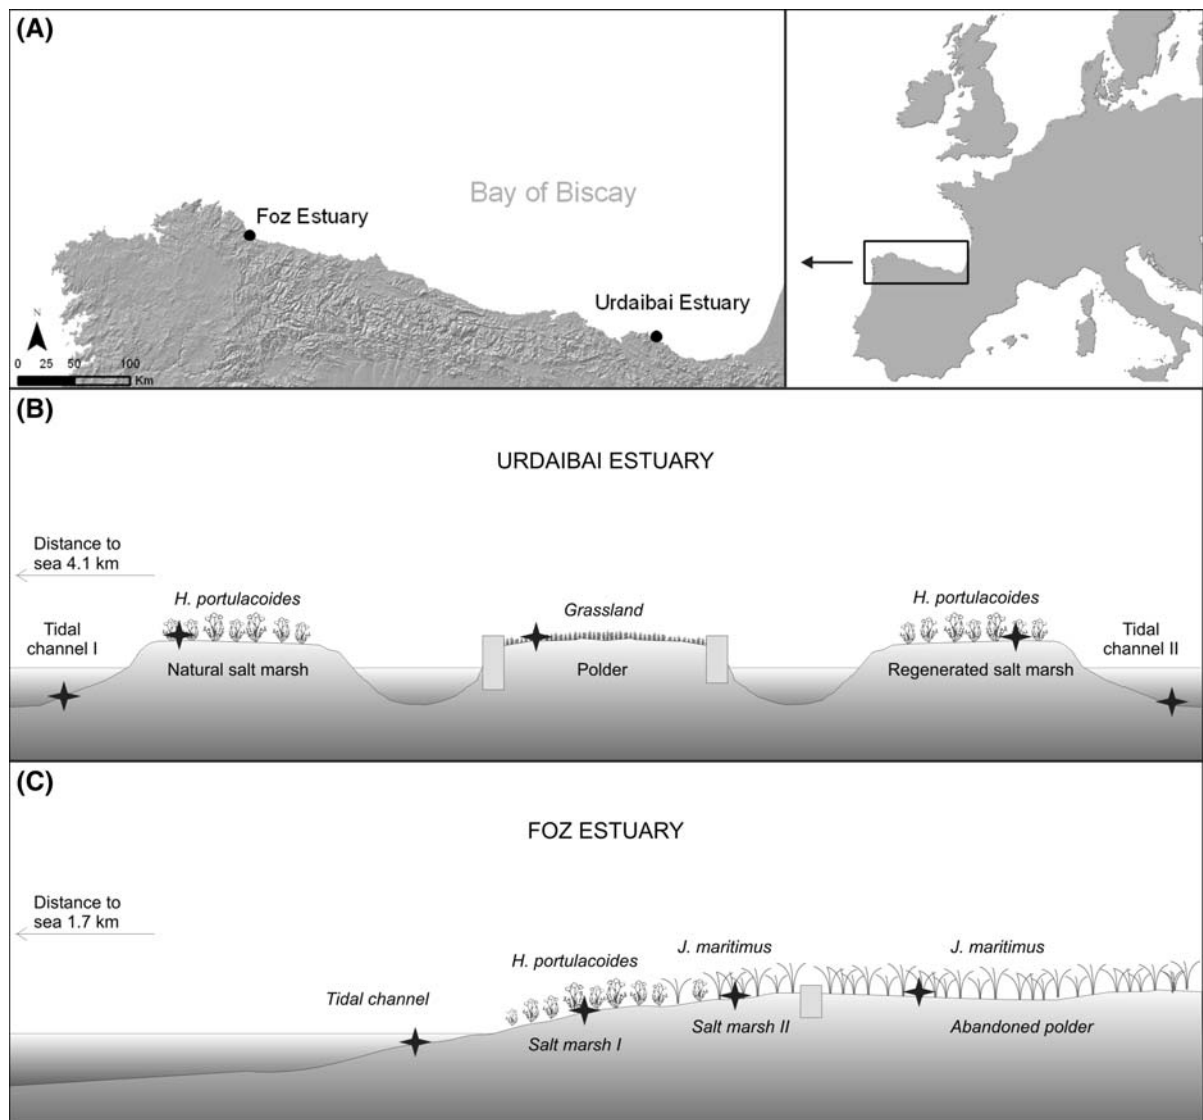 (A)
Bay of Biscay
Foz Estuary
Urdaibai Estuary
N
0 25 50 100
Km
(B)
URDAIBAI ESTUARY
Distance to
sea 4.1 km
H. portulacoides
Grassland
H. portulacoides
Tidal
channel I
Natural salt marsh
Polder
Regenerated salt marsh
Tidal
channel II
(C)
FOZ ESTUARY
Distance to
sea 1.7 km
H. portulacoides
J. maritimus
J. maritimus
Tidal channel
Salt marsh I
Salt marsh II
Abandoned polder